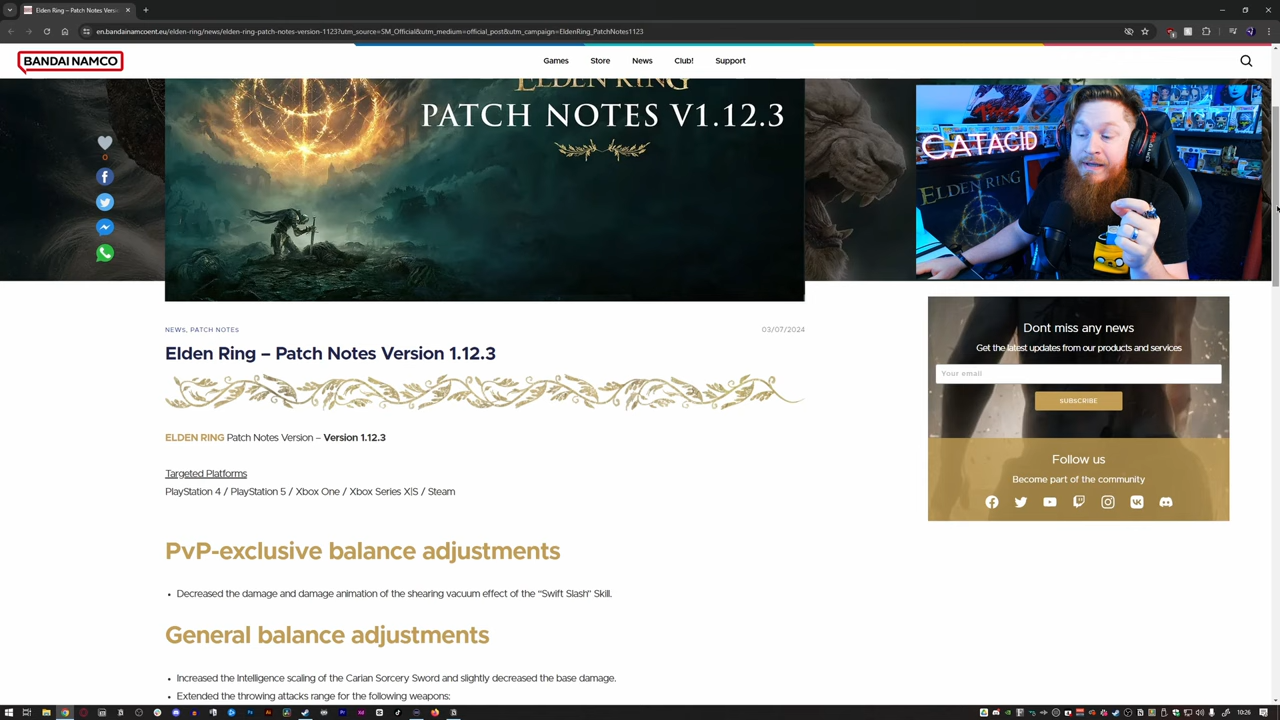 Elden Ring – Patch Notes Vers
en.bandainamcoent.eu/elden-ring/news/elden-ring-patch-notes-version-1123?utm_source=SM_Official&utm_medium=official_post&utm_campaign=EldenRing_PatchNotes1123
BANDAI NAMCO
Games
Store
News
Club!
Support
ELDEN RING
PATCH NOTES V1.12.3
0
CATACID
ELDEN RING
NEWS, PATCH NOTES
03/07/2024
Elden Ring – Patch Notes Version 1.12.3
ELDEN RING Patch Notes Version – Version 1.12.3
Targeted Platforms
PlayStation 4 / PlayStation 5 / Xbox One / Xbox Series X|S / Steam
PvP-exclusive balance adjustments
• Decreased the damage and damage animation of the shearing vacuum effect of the “Swift Slash” Skill.
General balance adjustments
• Increased the Intelligence scaling of the Carian Sorcery Sword and slightly decreased the base damage.
• Extended the throwing attacks range for the following weapons:
Dont miss any news
Get the latest updates from our products and services
Your email
SUBSCRIBE
Follow us
Become part of the community
10:26